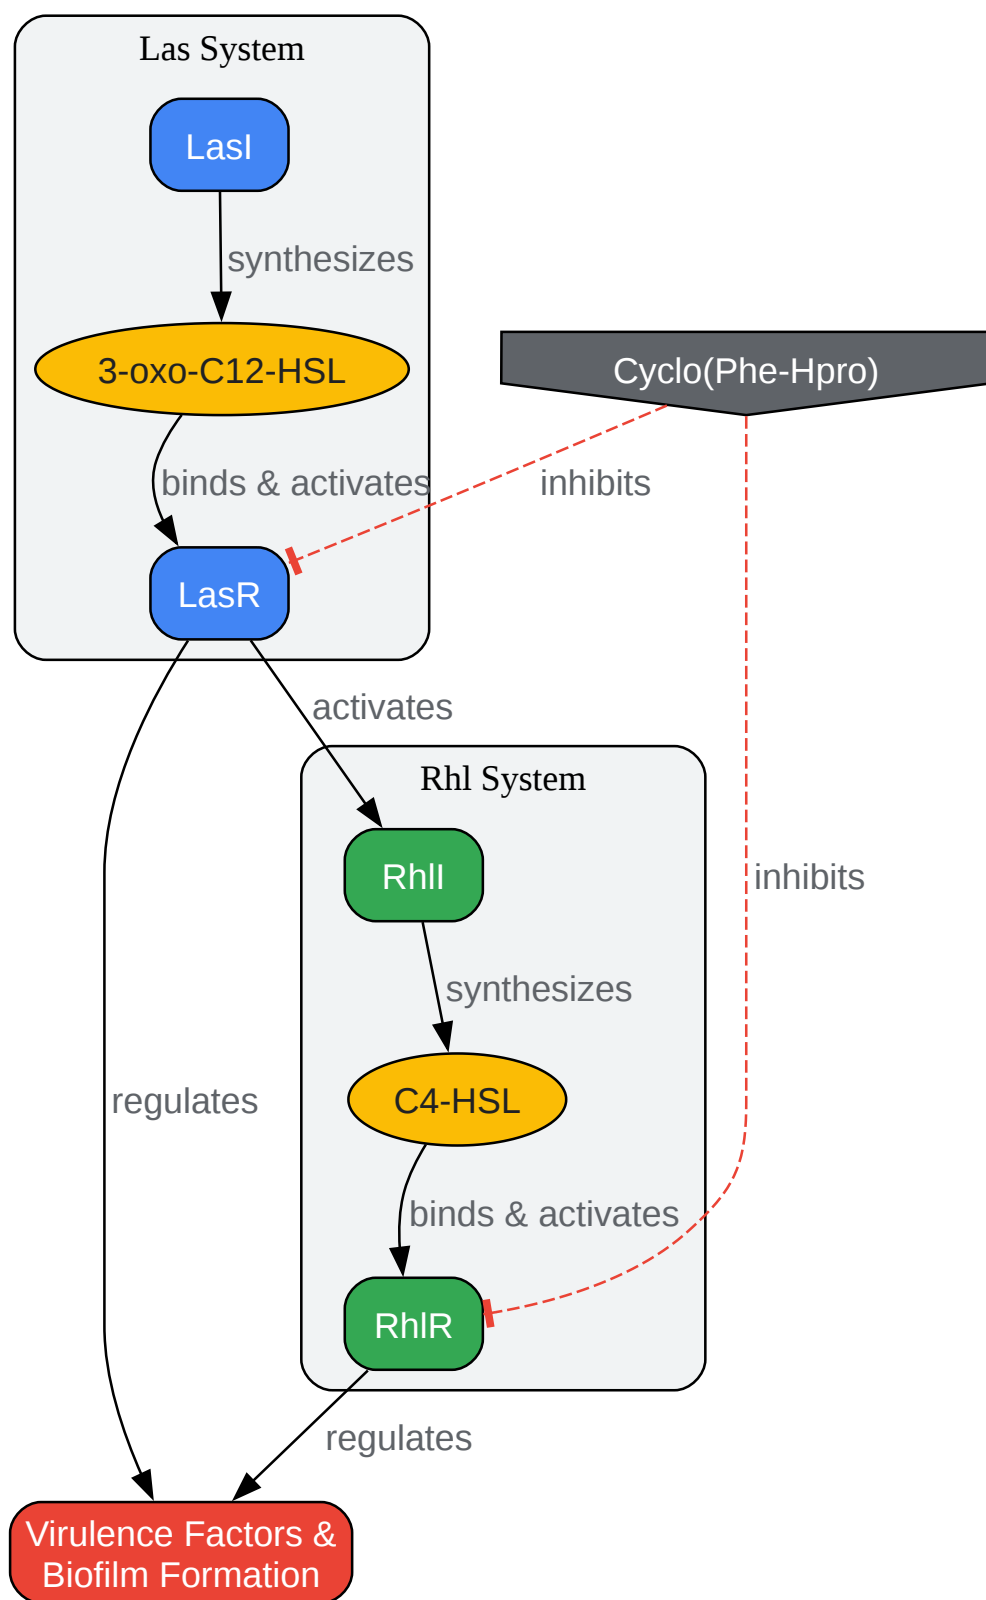 Las System
LasI
synthesizes
3-oxo-C12-HSL
Cyclo(Phe-Hpro)
binds & activates
inhibits
LasR
activates
Rhl System
RhlI
inhibits
synthesizes
C4-HSL
regulates
binds & activates
RhlR
regulates
Virulence Factors &
Biofilm Formation